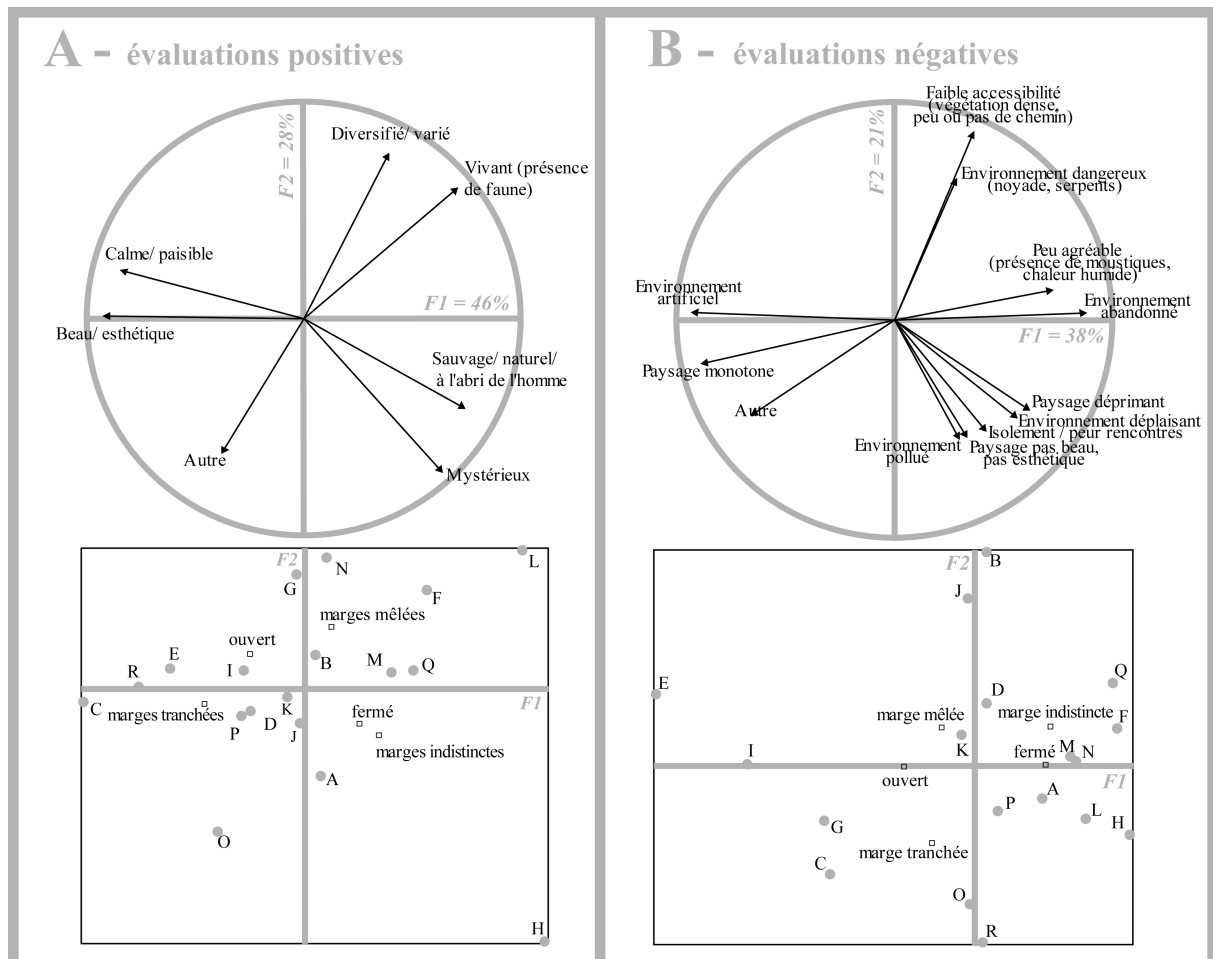 A - évaluations positives
F2 = 28%
Diversifié/ varié
Vivant (présence
de faune)
Calme/ paisible
F1 = 46%
Beau/ esthétique
Sauvage/ naturel/
à l'abri de l'homme
Autre
Mystérieux
F2
N
L
G
F
marges mêlées
ouvert
E
B
M
Q
R
I
F1
C
marges tranchées
K
fermé
P
D
J
marges indistinctes
A
O
H
B - évaluations négatives
Faible accessibilité
(végétation dense,
peu ou pas de chemin)
F2 = 21%
Environnement dangereux
(noyade, serpents)
Peu agréable
(présence de moustiques,
chaleur humide)
Environnement
artificiel
Environnement
abandonné
F1 = 38%
Paysage monotone
Autre
Paysage déprimant
Environnement déplaisant
Isolement / peur rencontres
Environnement
pollué
Paysage pas beau,
pas esthétique
F2
B
J
E
Q
D
marge mêlée
marge indistincte
F
K
I
fermé
M
N
ouvert
F1
A
P
L
G
H
marge tranchée
C
O
R